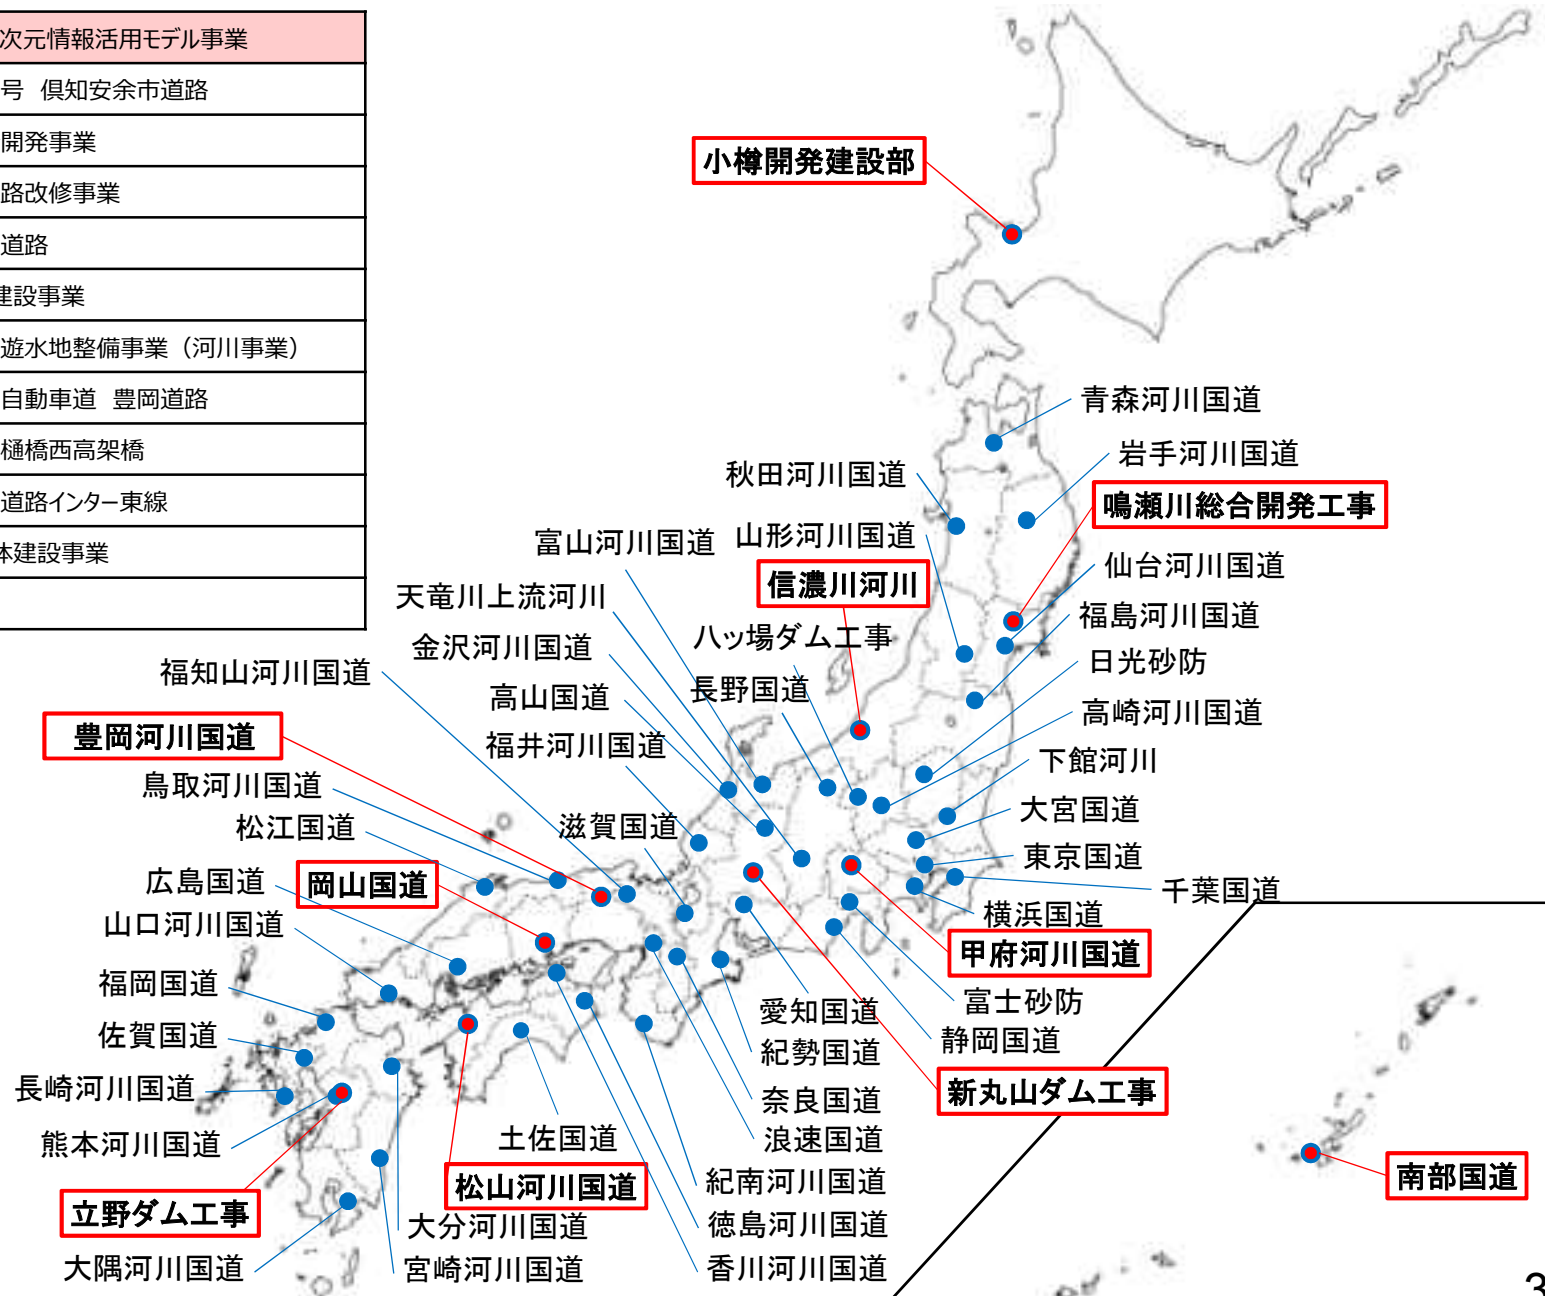 次元情報活用モデル事業
号 倶知安余市道路
開発事業
路改修事業
道路
建設事業
遊水地整備事業（河川事業）
自動車道 豊岡道路
樋橋西高架橋
道路インター東線
体建設事業
小樽開発建設部
青森河川国道
岩手河川国道
秋田河川国道
鳴瀬川総合開発工事
富山河川国道
山形河川国道
仙台河川国道
信濃川河川
天竜川上流河川
福島河川国道
八ッ場ダム工事
金沢河川国道
日光砂防
福知山河川国道
高山国道
長野国道
高崎河川国道
豊岡河川国道
福井河川国道
下館河川
鳥取河川国道
大宮国道
松江国道
滋賀国道
東京国道
広島国道
岡山国道
千葉国道
横浜国道
山口河川国道
甲府河川国道
福岡国道
富士砂防
愛知国道
佐賀国道
静岡国道
紀勢国道
長崎河川国道
新丸山ダム工事
奈良国道
熊本河川国道
土佐国道
浪速国道
南部国道
松山河川国道
紀南河川国道
立野ダム工事
大分河川国道
徳島河川国道
大隅河川国道
宮崎河川国道
香川河川国道
3